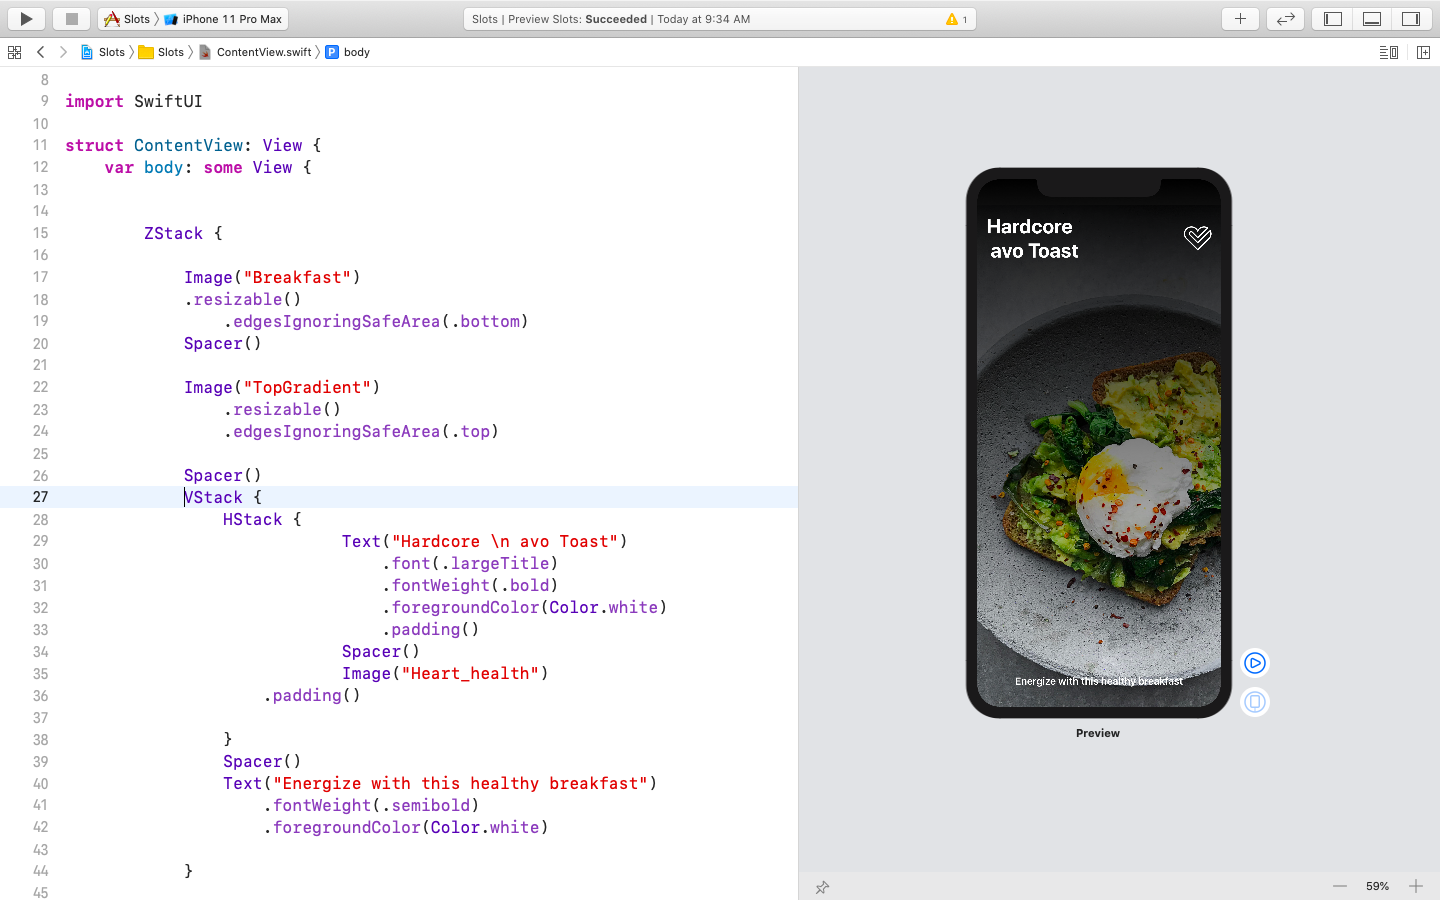 Slots iPhone 11 Pro Max
Slots | Preview Slots: Succeeded | Today at 9:34 AM
1
Slots Slots ContentView.swift P body
8
9 import SwiftUI
10
11 struct ContentView: View {
12 var body: some View {
13
14
15 ZStack {
16
17 Image("Breakfast")
18 .resizable()
19 .edgesIgnoringSafeArea(.bottom)
20 Spacer()
21
22 Image("TopGradient")
23 .resizable()
24 .edgesIgnoringSafeArea(.top)
25
26 Spacer()
27 VStack {
28 HStack {
29 Text("Hardcore \n avo Toast")
30 .font(.largeTitle)
31 .fontWeight(.bold)
32 .foregroundColor(Color.white)
33 .padding()
34 Spacer()
35 Image("Heart_health")
36 .padding()
37
38 }
39 Spacer()
40 Text("Energize with this healthy breakfast")
41 .fontWeight(.semibold)
42 .foregroundColor(Color.white)
43
44 }
45
Hardcore
avo Toast
Energize with this healthy breakfast
Preview
59%